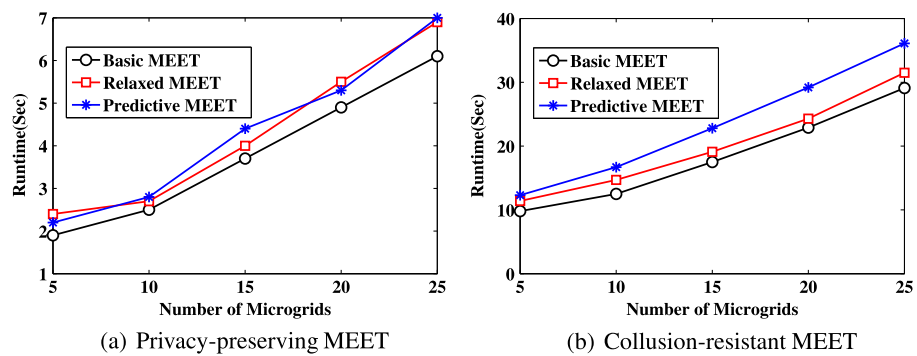 7
6
5
4
3
2
1
Runtime(Sec)
Basic MEET
Relaxed MEET
Predictive MEET
5
10
15
20
25
Number of Microgrids
(a) Privacy-preserving MEET
40
30
20
10
0
Runtime(Sec)
Basic MEET
Relaxed MEET
Predictive MEET
5
10
15
20
25
Number of Microgrids
(b) Collusion-resistant MEET